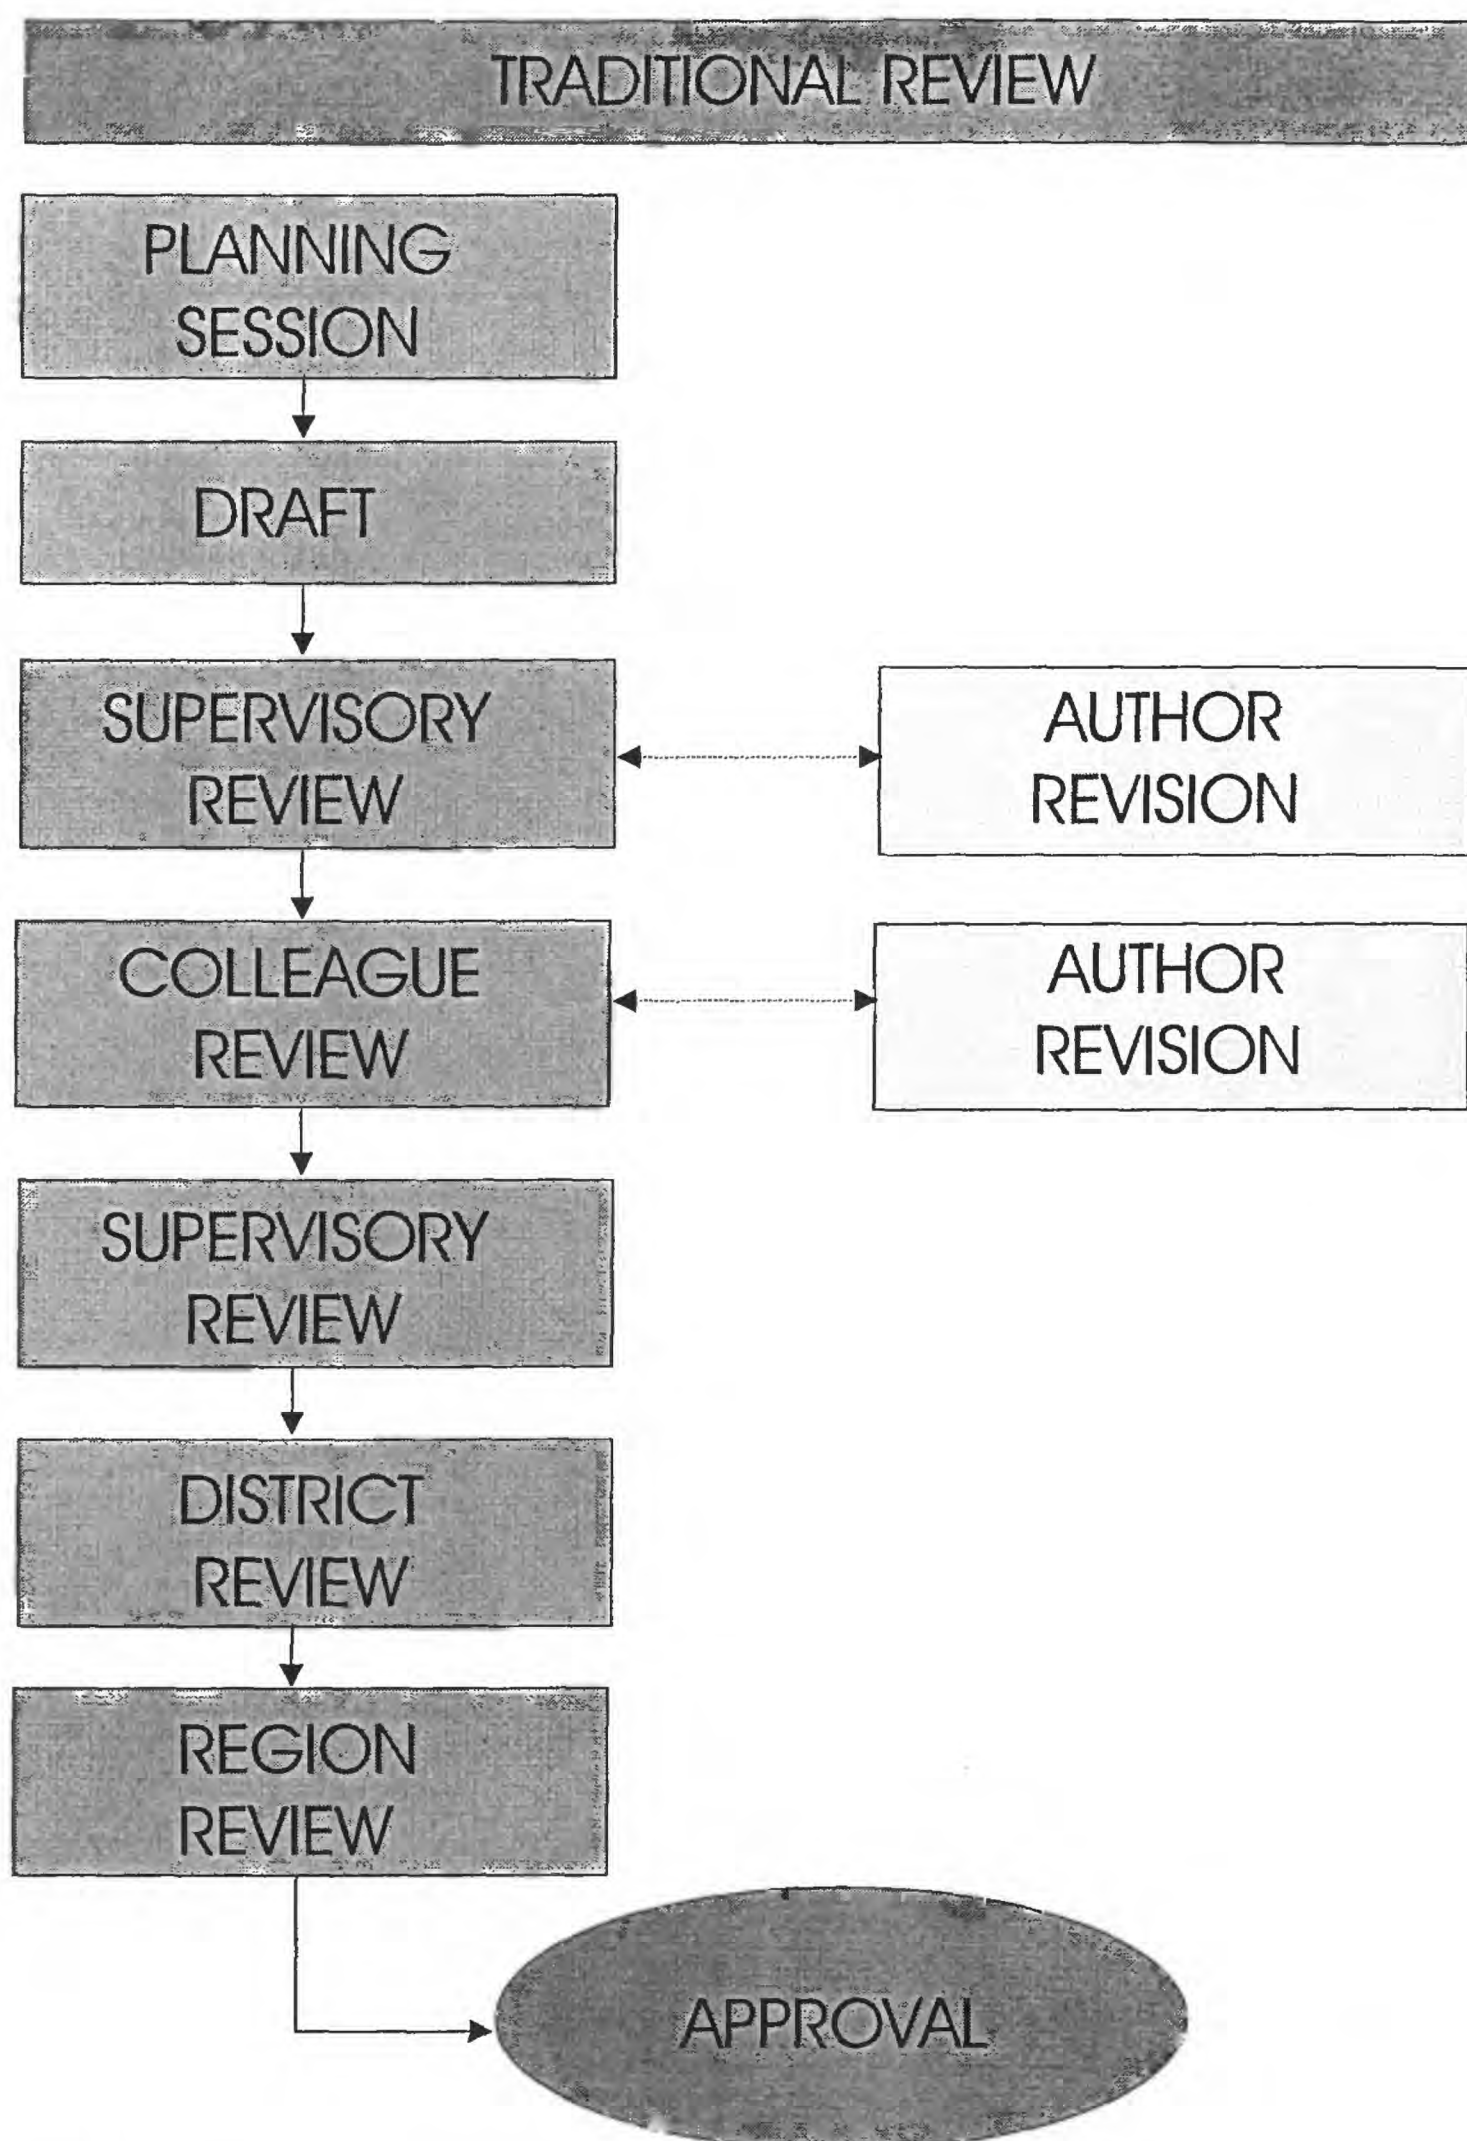 TRADITIONAL REVIEW
PLANNING
SESSION
DRAFT
SUPERVISORY
REVIEW
AUTHOR
REVISION
COLLEAGUE
REVIEW
AUTHOR
REVISION
SUPERVISORY
REVIEW
DISTRICT
REVIEW
REGION
REVIEW
APPROVAL